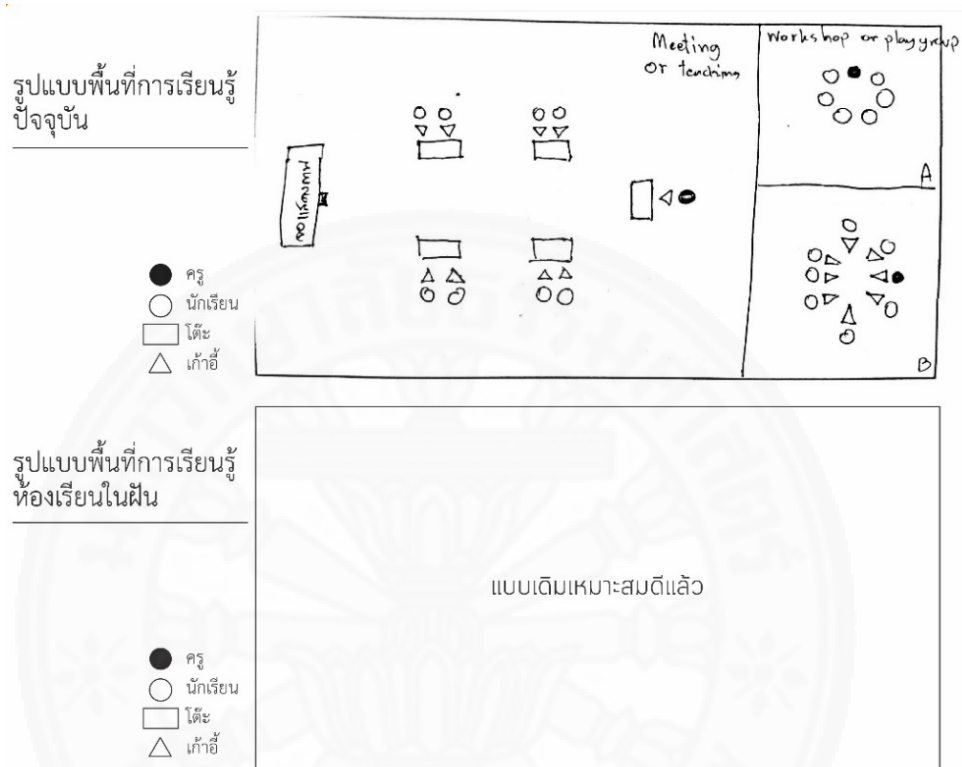 รูปแบบพื้นที่การเรียนรู้
ปัจจุบัน
ครู
นักเรียน
โต๊ะ
เก้าอี้
Meeting
or teaching
Workshop or playgroup
A
B
รูปแบบพื้นที่การเรียนรู้
ห้องเรียนในฝัน
แบบเดิมเหมาะสมดีแล้ว
ครู
นักเรียน
โต๊ะ
เก้าอี้